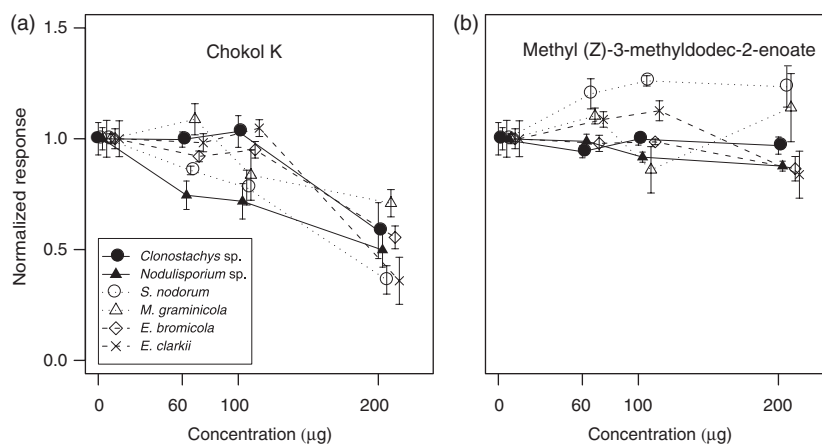 (a)
Chokol K
1.5
1.0
0.5
0.0
Normalized response
Clonostachys sp.
Nodulisporium sp.
S. nodorum
M. graminicola
E. bromicola
E. clarkii
0 60 100 200
Concentration (μg)
(b)
Methyl (Z)-3-methyldodec-2-enoate
0 60 100 200
Concentration (μg)